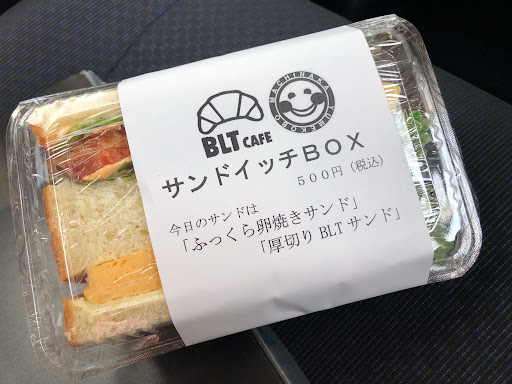 MACHINAKA YUMEKOBO
BLT CAFE
サンドイッチBOX
500円(税込)
今日のサンドは
「ふっくら卵焼きサンド」
「厚切りBLTサンド」